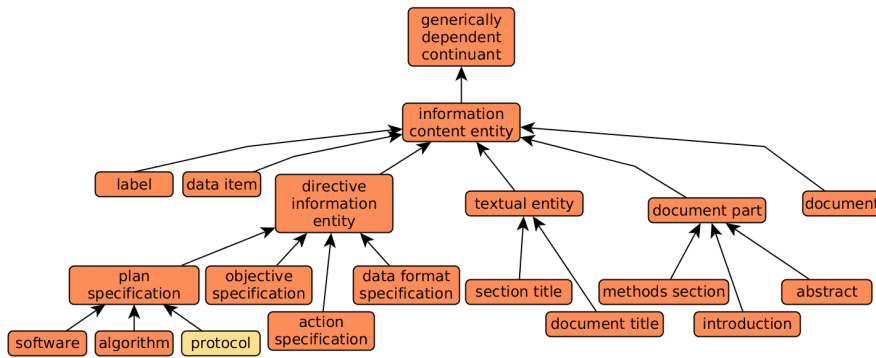 generically
dependent
continuant
information
content entity
label
data item
directive
information
entity
textual entity
document part
document
plan
specification
objective
specification
data format
specification
section title
methods section
abstract
action
specification
document title
introduction
software
algorithm
protocol